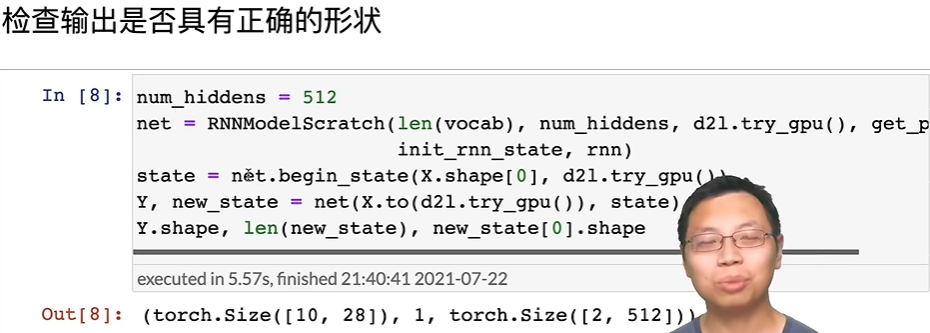 检查输出是否具有正确的形状
In [8]: num_hiddens = 512
net = RNNModelScratch(len(vocab), num_hiddens, d2l.try_gpu(), get_p
init_rnn_state, rnn)
state = net.begin_state(X.shape[0], d2l.try_gpu())
Y, new_state = net(X.to(d2l.try_gpu()), state)
Y.shape, len(new_state), new_state[0].shape
executed in 5.57s, finished 21:40:41 2021-07-22
Out[8]: (torch.Size([10, 28]), 1, torch.Size([2, 512]))